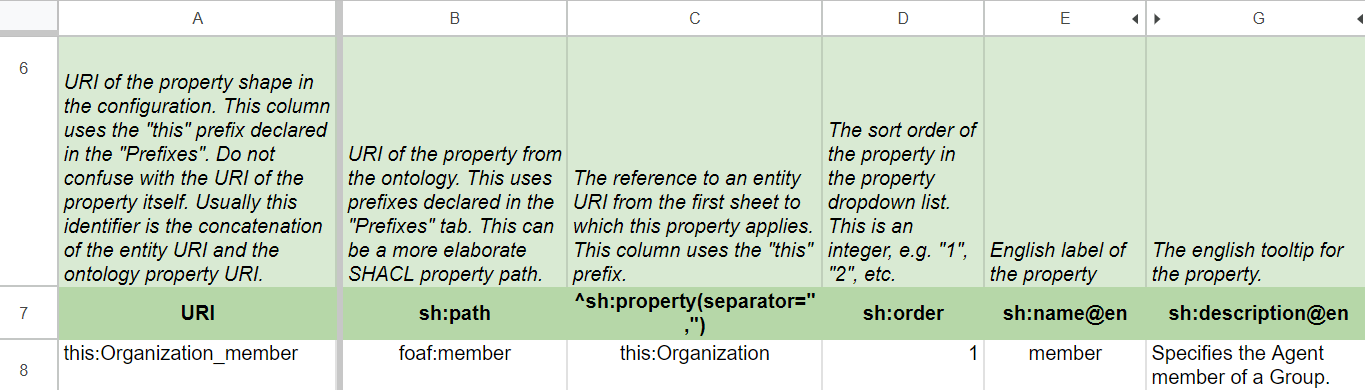 A B C D E G
6
URI of the property shape in
the configuration. This column
uses the "this" prefix declared
in the "Prefixes". Do not
confuse with the URI of the
property itself. Usually this
identifier is the concatenation
of the entity URI and the
ontology property URI.
URI of the property from
the ontology. This uses
prefixes declared in the
"Prefixes" tab. This can
be a more elaborate
SHACL property path.
The reference to an entity
URI from the first sheet to
which this property applies.
This column uses the "this"
prefix.
The sort order of
the property in
the property
dropdown list.
This is an
integer, e.g. "1",
"2", etc.
English label of
the property
The english tooltip for
the property.
7
URI
sh:path
^sh:property(separator="
,")
sh:order
sh:name@en
sh:description@en
8
this:Organization_member
foaf:member
this:Organization
1
member
Specifies the Agent
member of a Group.